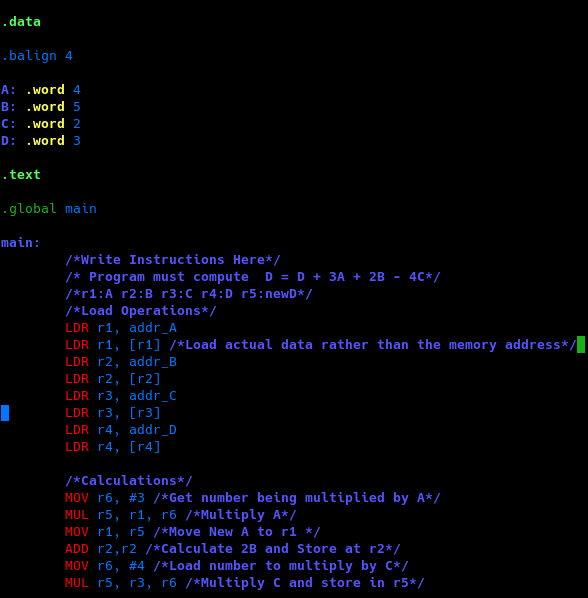 .data
.balign 4
A: .word 4
B: .word 5
C: .word 2
D: .word 3
.text
.global main
main:
/*Write Instructions Here*/
/* Program must compute  D = D + 3A + 2B - 4C*/
/*r1:A r2:B r3:C r4:D r5:newD*/
/*Load Operations*/
LDR r1, addr_A
LDR r1, [r1] /*Load actual data rather than the memory address*/
LDR r2, addr_B
LDR r2, [r2]
LDR r3, addr_C
LDR r3, [r3]
LDR r4, addr_D
LDR r4, [r4]
/*Calculations*/
MOV r6, #3 /*Get number being multiplied by A*/
MUL r5, r1, r6 /*Multiply A*/
MOV r1, r5 /*Move New A to r1 */
ADD r2,r2 /*Calculate 2B and Store at r2*/
MOV r6, #4 /*Load number to multiply by C*/
MUL r5, r3, r6 /*Multiply C and store in r5*/